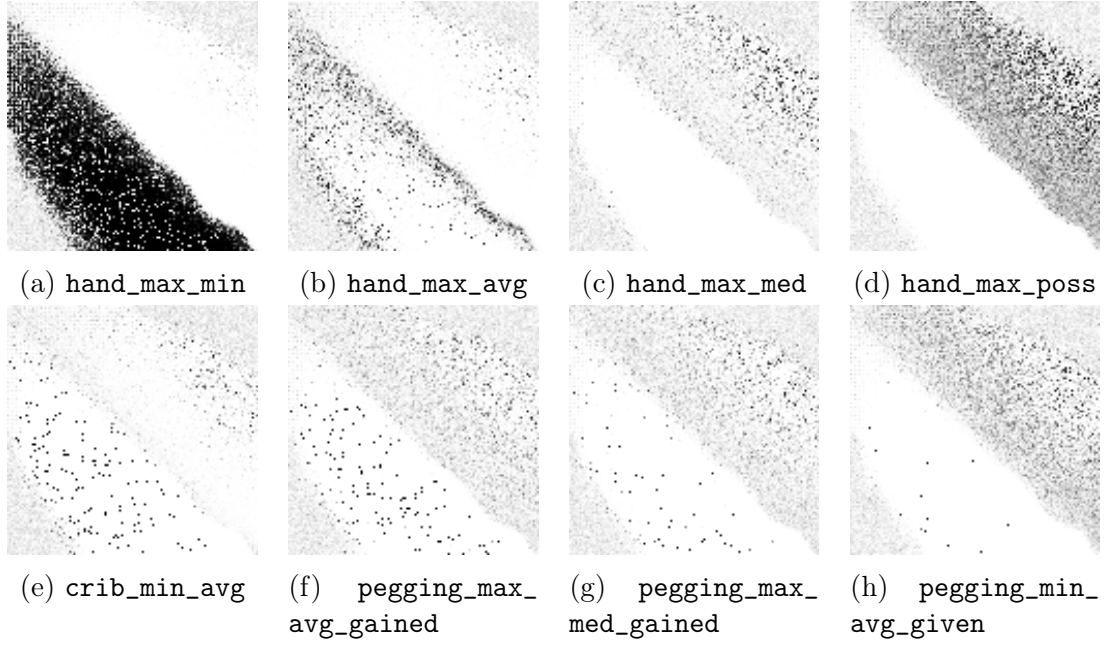 (a) hand_max_min
(b) hand_max_avg
(c) hand_max_med
(d) hand_max_poss
(e) crib_min_avg
(f) pegging_max_
avg_gained
(g) pegging_max_
med_gained
(h) pegging_min_
avg_given